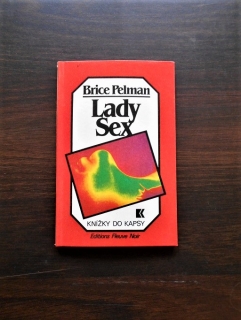 Brice Pelman
Lady
Sex
KNÍŽKY DO KAPSY
Editions Fleuve Noir